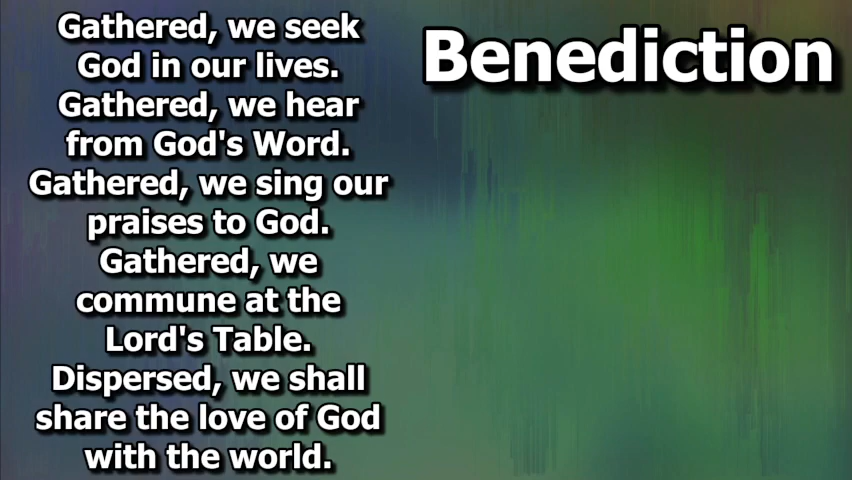 Benediction
Gathered, we seek
God in our lives.
Gathered, we hear
from God's Word.
Gathered, we sing our
praises to God.
Gathered, we
commune at the
Lord's Table.
Dispersed, we shall
share the love of God
with the world.